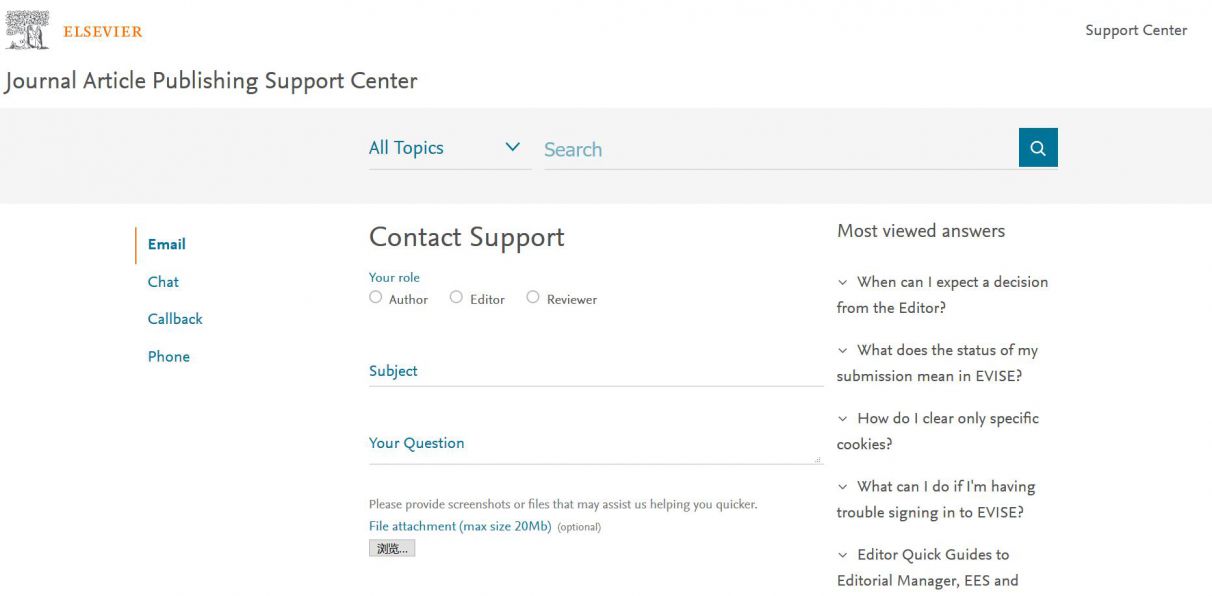 ELSEVIER
Support Center
Journal Article Publishing Support Center
All Topics
Search
Email
Chat
Callback
Phone
Contact Support
Your role
Author
Editor
Reviewer
Subject
Your Question
Please provide screenshots or files that may assist us helping you quicker.
File attachment (max size 20Mb) (optional)
浏览...
Most viewed answers
When can I expect a decision
from the Editor?
What does the status of my
submission mean in EVISE?
How do I clear only specific
cookies?
What can I do if I'm having
trouble signing in to EVISE?
Editor Quick Guides to
Editorial Manager, EES and